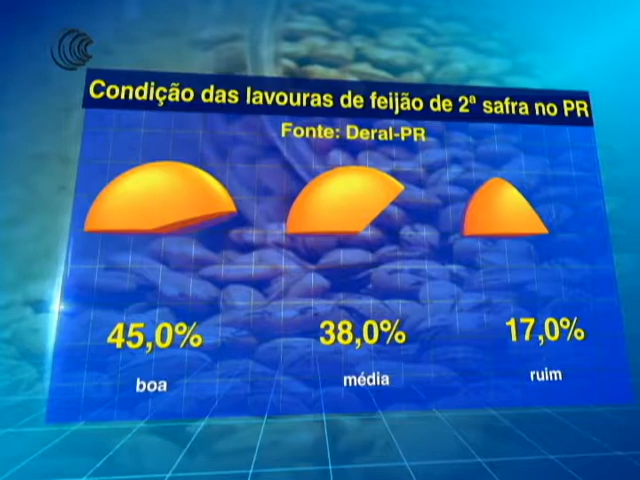 Condição das lavouras de feijão de 2ª safra no PR
Fonte: Deral-PR
45,0% 38,0% 17,0%
boa média ruim